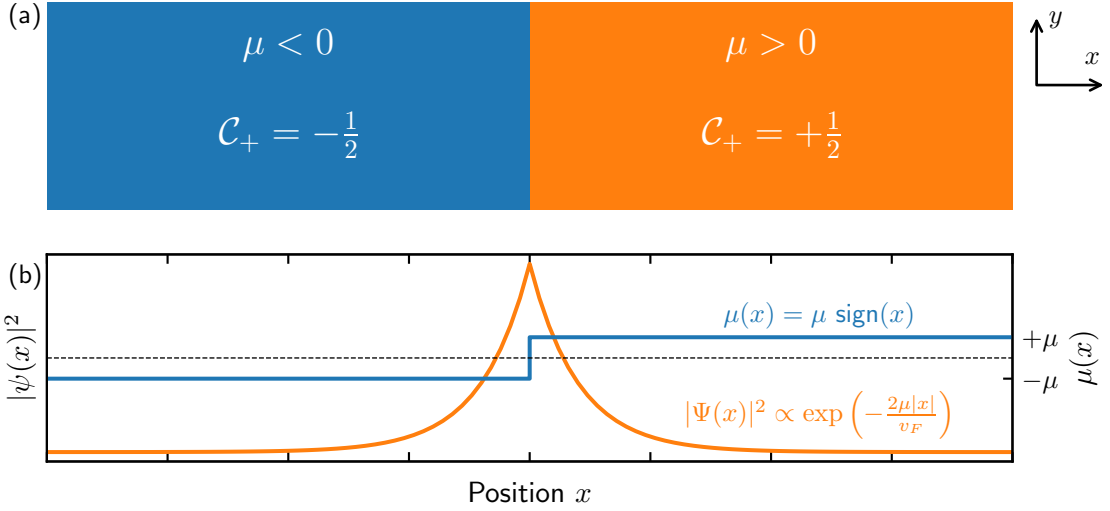 (a)
μ < 0
μ > 0
y
x
𝒞₊ = −½
𝒞₊ = +½
(b)
|ψ(x)|²
μ(x) = μ sign(x)
+μ
−μ
μ(x)
|Ψ(x)|² ∝ exp (−2μ|x|/v_F)
Position x